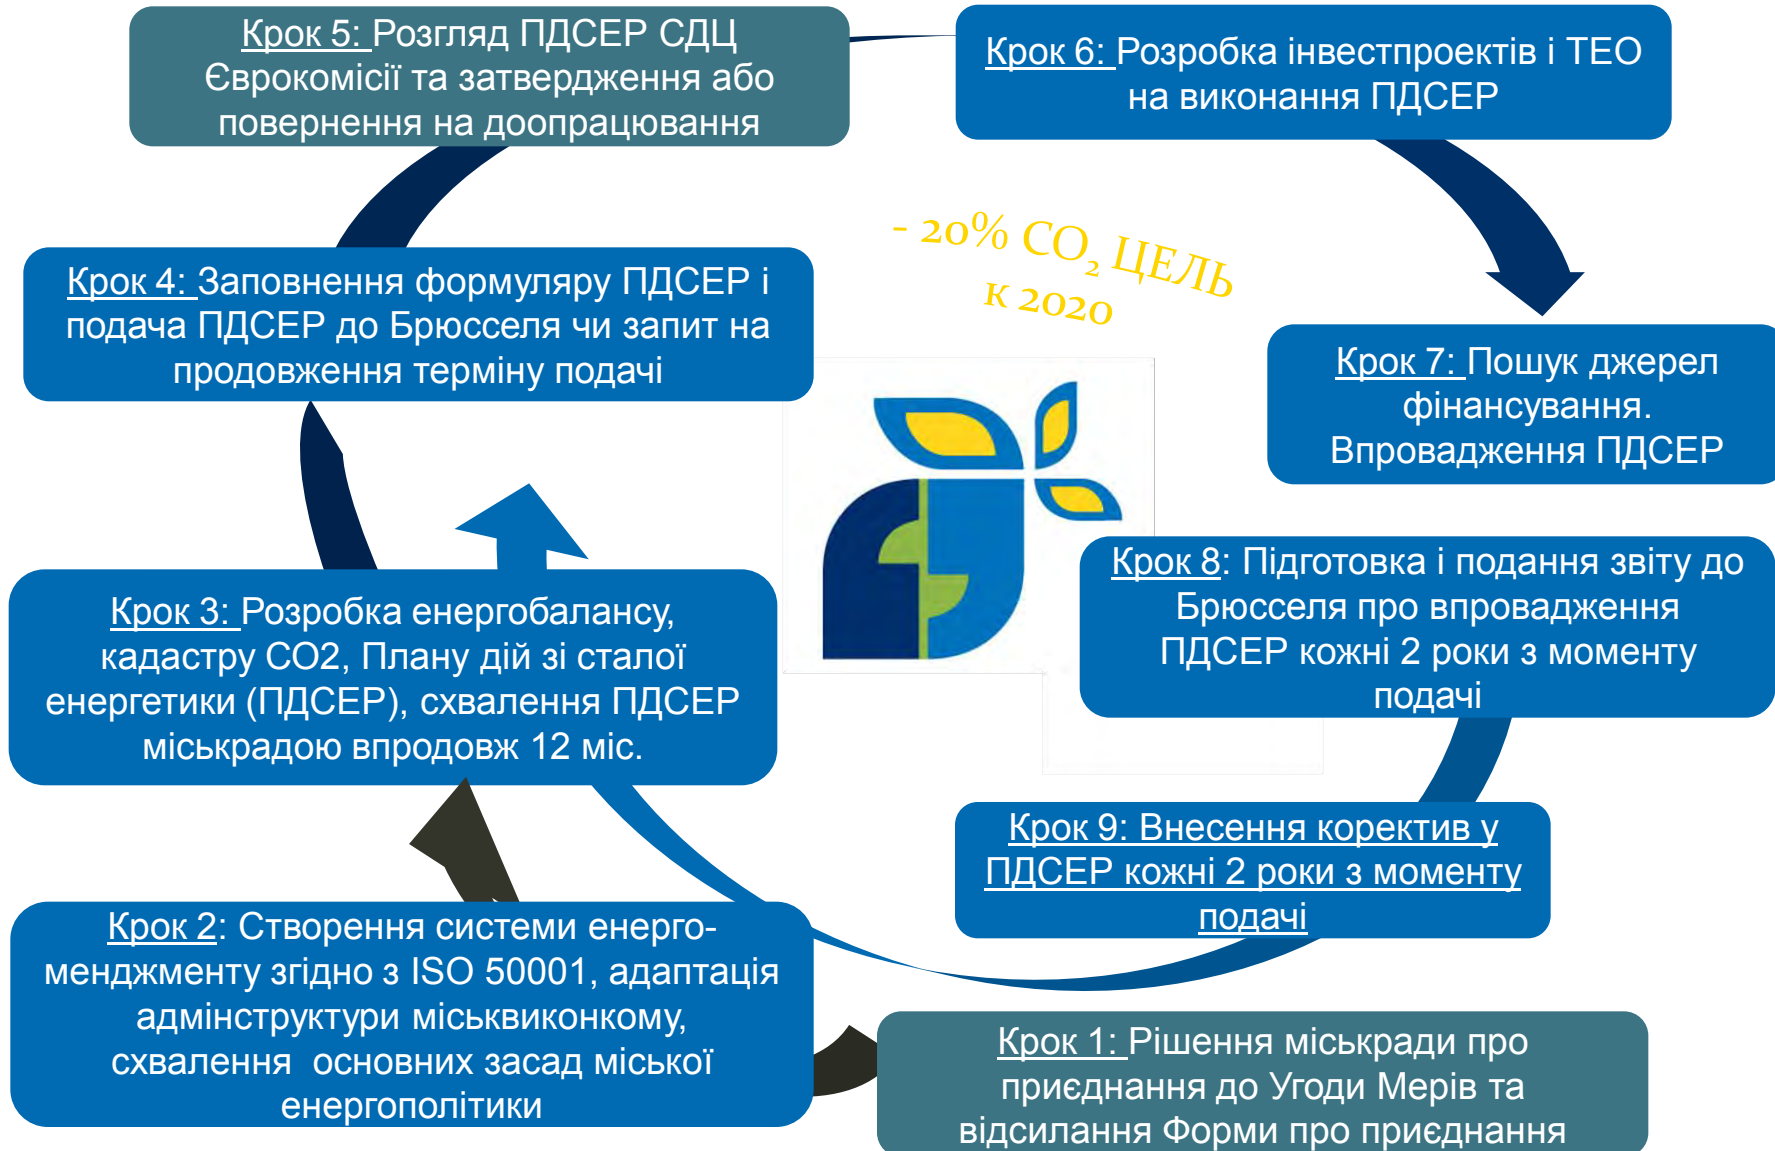 Крок 5: Розгляд ПДСЕР СДЦ
Єврокомісії та затвердження або
повернення на доопрацювання
Крок 6: Розробка інвестпроектів і ТЕО
на виконання ПДСЕР
- 20% CO₂ ЦЕЛЬ
к 2020
Крок 4: Заповнення формуляру ПДСЕР і
подача ПДСЕР до Брюсселя чи запит на
продовження терміну подачі
Крок 7: Пошук джерел
фінансування.
Впровадження ПДСЕР
Крок 3: Розробка енергобалансу,
кадастру СО2, Плану дій зі сталої
енергетики (ПДСЕР), схвалення ПДСЕР
міськрадою впродовж 12 міс.
Крок 8: Підготовка і подання звіту до
Брюсселя про впровадження
ПДСЕР кожні 2 роки з моменту
подачі
Крок 9: Внесення коректив у
ПДСЕР кожні 2 роки з моменту
подачі
Крок 2: Створення системи енерго-
менджменту згідно з ISO 50001, адаптація
адмінструктури міськвиконкому,
схвалення  основних засад міської
енергополітики
Крок 1: Рішення міськради про
приєднання до Угоди Мерів та
відсилання Форми про приєднання